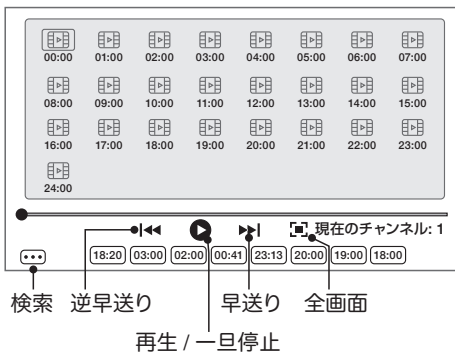 00:00 01:00 02:00 03:00 04:00 05:00 06:00 07:00
08:00 09:00 10:00 11:00 12:00 13:00 14:00 15:00
16:00 17:00 18:00 19:00 20:00 21:00 22:00 23:00
24:00
現在のチャンネル: 1
18:20 03:00 02:00 00:41 23:13 20:00 19:00 18:00
検索 逆早送り 早送り 全画面
再生 / 一旦停止